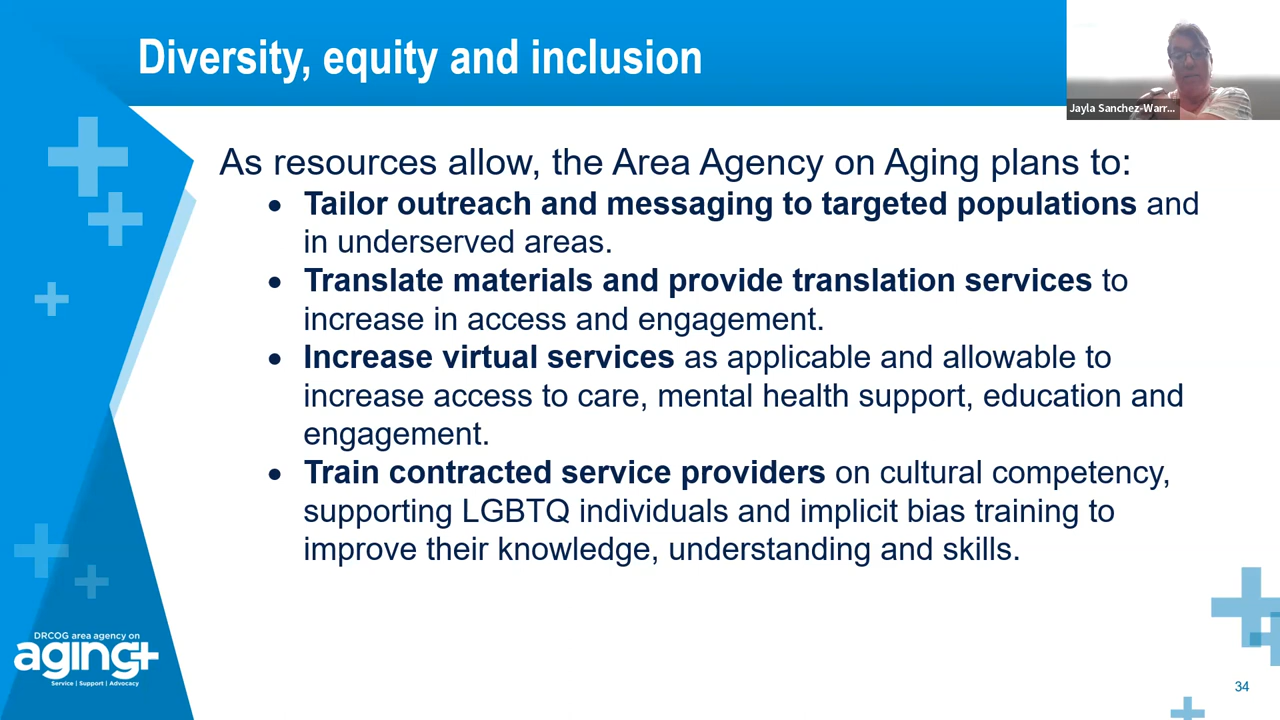 Diversity, equity and inclusion
Jayla Sanchez-Warr...
As resources allow, the Area Agency on Aging plans to:
• Tailor outreach and messaging to targeted populations and
in underserved areas.
• Translate materials and provide translation services to
increase in access and engagement.
• Increase virtual services as applicable and allowable to
increase access to care, mental health support, education and
engagement.
• Train contracted service providers on cultural competency,
supporting LGBTQ individuals and implicit bias training to
improve their knowledge, understanding and skills.
DRCOG area agency on
aging+
Service | Support | Advocacy
34